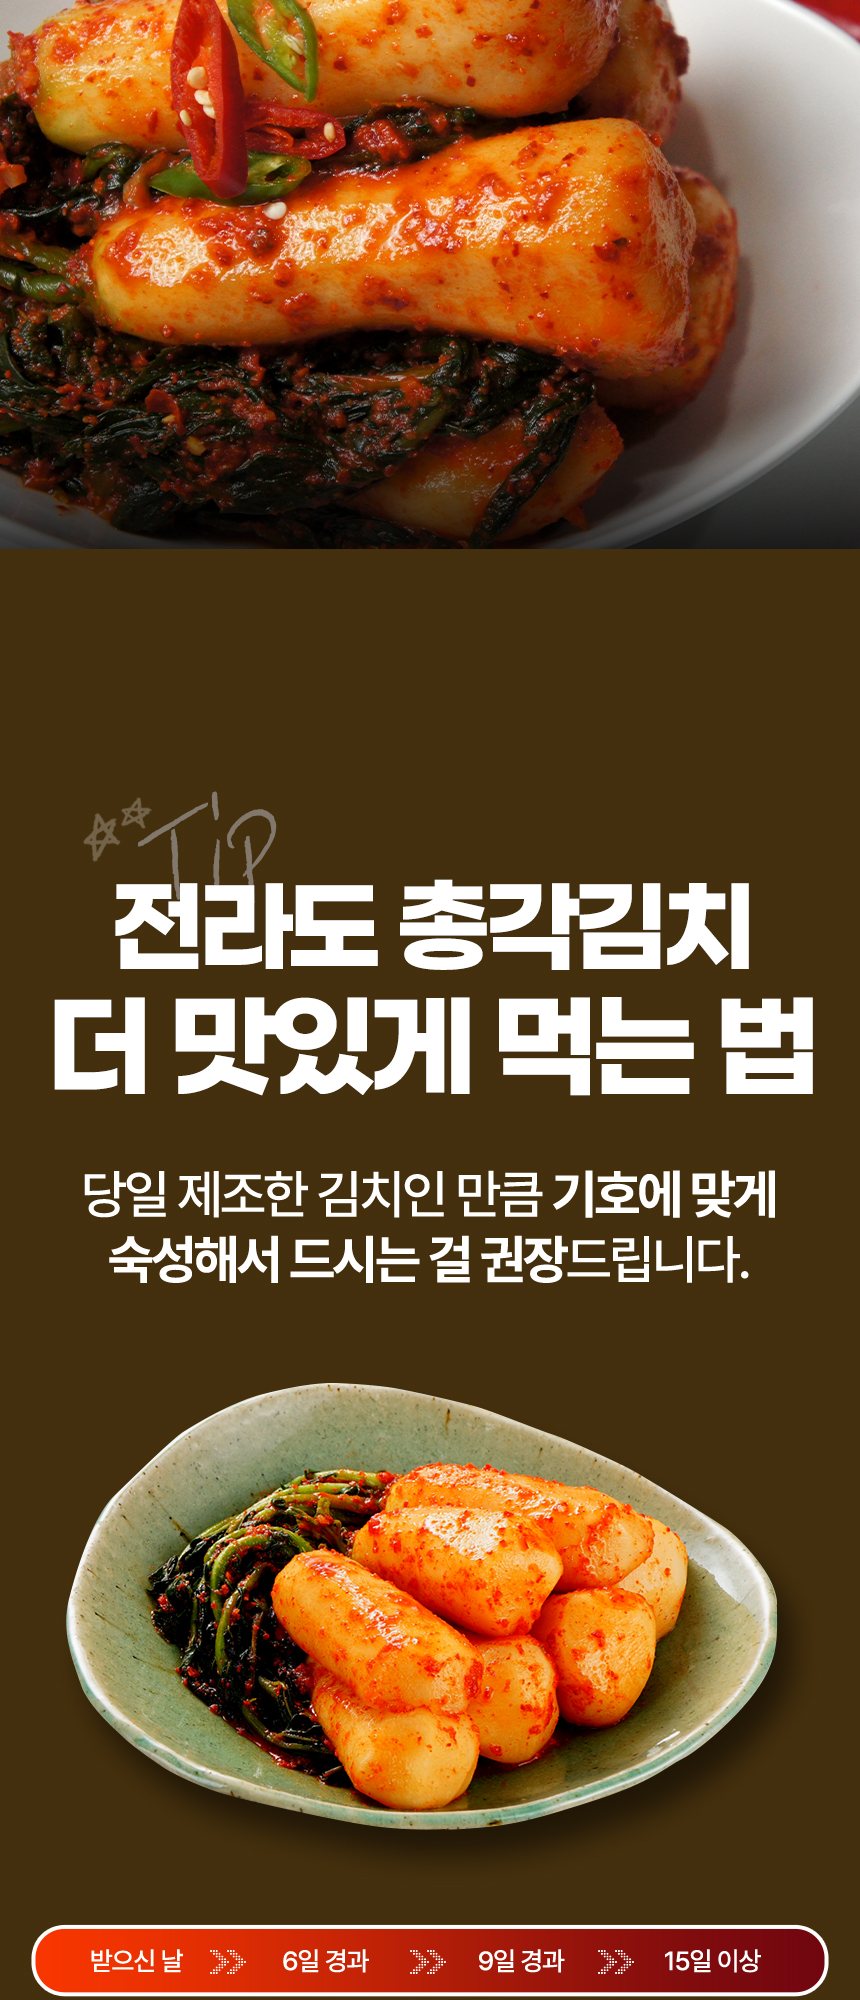 Tip
전라도 총각김치
더 맛있게 먹는 법
당일 제조한 김치인 만큼 기호에 맞게
숙성해서 드시는 걸 권장드립니다.
받으신 날 6일 경과 9일 경과 15일 이상